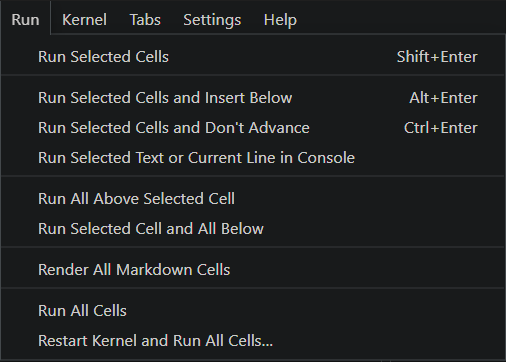 Run Kernel Tabs Settings Help
Run Selected Cells Shift+Enter
Run Selected Cells and Insert Below Alt+Enter
Run Selected Cells and Don't Advance Ctrl+Enter
Run Selected Text or Current Line in Console
Run All Above Selected Cell
Run Selected Cell and All Below
Render All Markdown Cells
Run All Cells
Restart Kernel and Run All Cells...